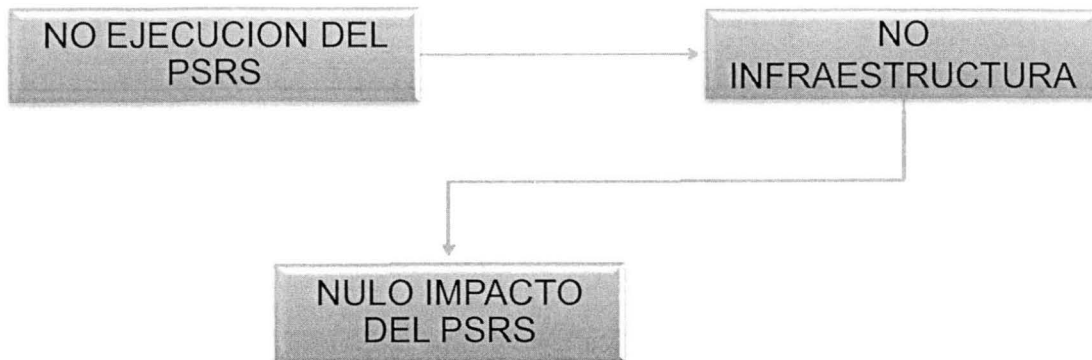 NO EJECUCION DEL
PSRS
NO
INFRAESTRUCTURA
NULO IMPACTO
DEL PSRS